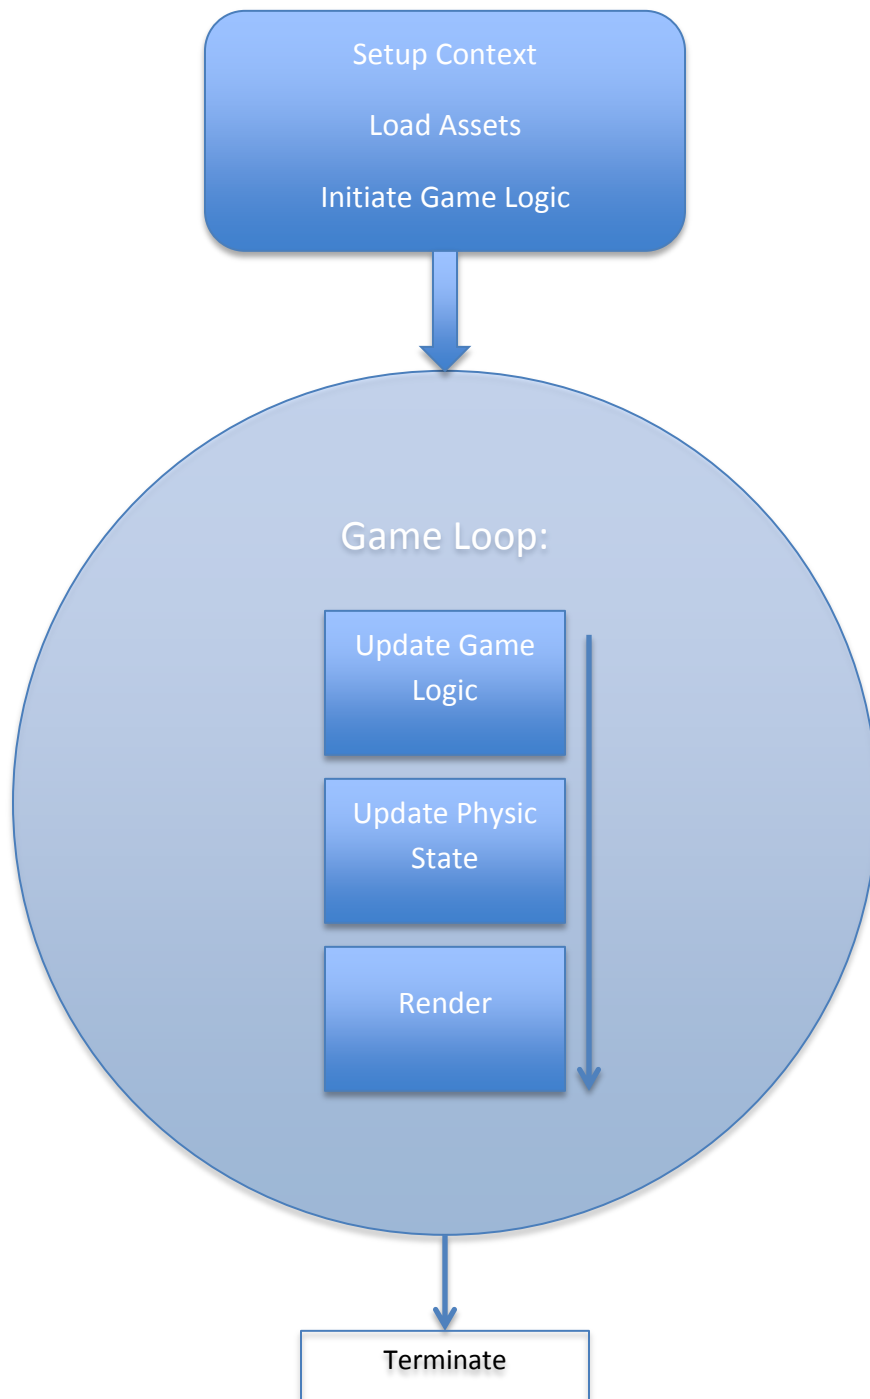 Setup Context
Load Assets
Initiate Game Logic
Game Loop:
Update Game
Logic
Update Physic
State
Render
Terminate